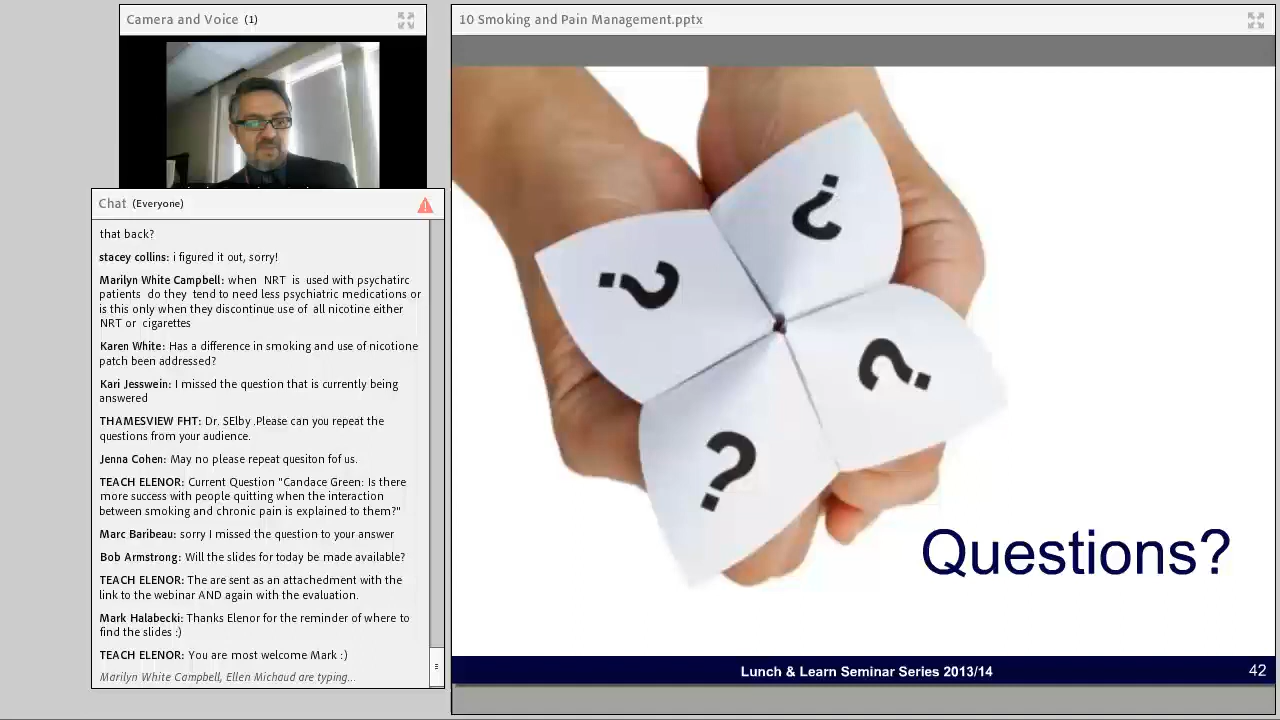 Camera and Voice (1)
10 Smoking and Pain Management.pptx
Chat (Everyone)
that back?
stacey collins: i figured it out, sorry!
Marilyn White Campbell: when NRT is used with psychatirc
patients do they tend to need less psychiatric medications or
is this only when they discontinue use of all nicotine either
NRT or cigarettes
Karen White: Has a difference in smoking and use of nicotione
patch been addressed?
Kari Jesswein: I missed the question that is currently being
answered
THAMESVIEW FHT: Dr. SElby .Please can you repeat the
questions from your audience.
Jenna Cohen: May no please repeat quesiton fof us.
TEACH ELENOR: Current Question "Candace Green: Is there
more success with people quitting when the interaction
between smoking and chronic pain is explained to them?"
Marc Baribeau: sorry I missed the question to your answer
Bob Armstrong: Will the slides for today be made available?
TEACH ELENOR: The are sent as an attachedment with the
link to the webinar AND again with the evaluation.
Mark Halabecki: Thanks Elenor for the reminder of where to
find the slides :)
TEACH ELENOR: You are most welcome Mark :)
Marilyn White Campbell, Ellen Michaud are typing...
?
?
?
?
Questions?
Lunch & Learn Seminar Series 2013/14
42